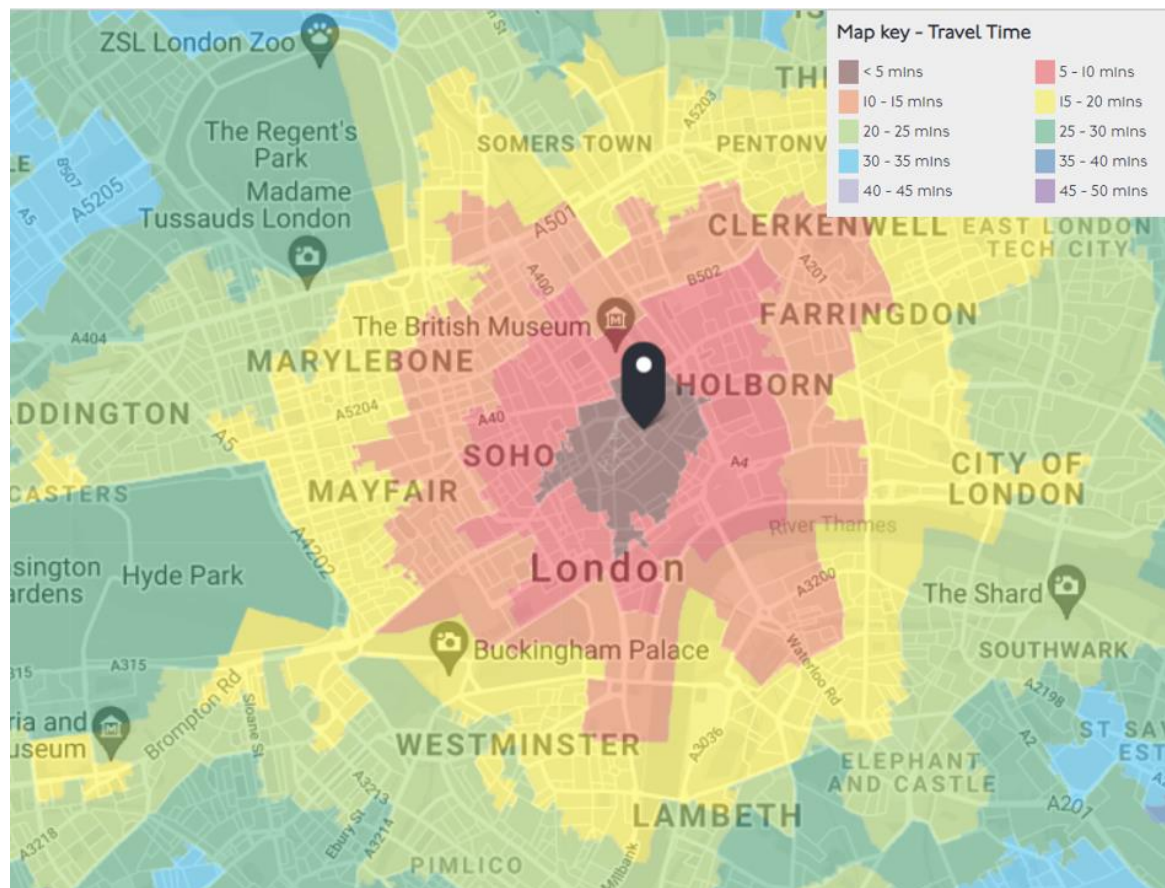 Map key - Travel Time
< 5 mins
5 - 10 mins
10 - 15 mins
15 - 20 mins
20 - 25 mins
25 - 30 mins
30 - 35 mins
35 - 40 mins
40 - 45 mins
45 - 50 mins
ZSL London Zoo
A5203
SOMERS TOWN
PENTONV
The Regent's
Park
B507
A5205
A5
Madame
Tussauds London
A501
CLERKENWELL
EAST LONDON
TECH CITY
A400
B502
A201
The British Museum
FARRINGDON
A404
MARYLEBONE
HOLBORN
A5204
A40
DDINGTON
A5
SOHO
A4
CITY OF
LONDON
CASTERS
MAYFAIR
River Thames
A4202
London
sington
ardens
Hyde Park
A3200
The Shard
Buckingham Palace
SOUTHWARK
A315
315
Waterloo Rd
A2198
Brompton Rd
Sloane St
ria and
useum
WESTMINSTER
A3036
A2
ST SAV
EST
ELEPHANT
AND CASTLE
A3213
A201
LAMBETH
Ebury St
A3214
A3218
PIMLICO
Millbank